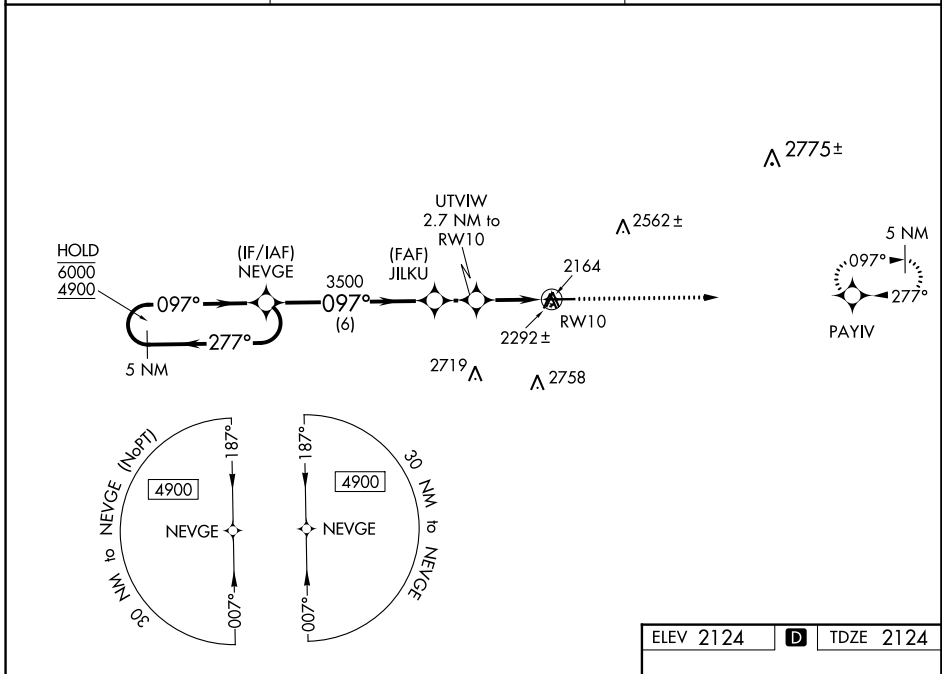 2775±
2562±
UTVIW
2.7 NM to
RW10
5 NM
097°
277°
PAYIV
HOLD
6000
4900
(IF/IAF)
NEVGE
(FAF)
JILKU
2164
097°
3500
097°
(6)
RW10
2292±
277°
5 NM
2719
2758
30 NM to NEVGE (NoPT)
187°
4900
NEVGE
007°
187°
4900
NEVGE
007°
30 NM to NEVGE
ELEV 2124 D TDZE 2124